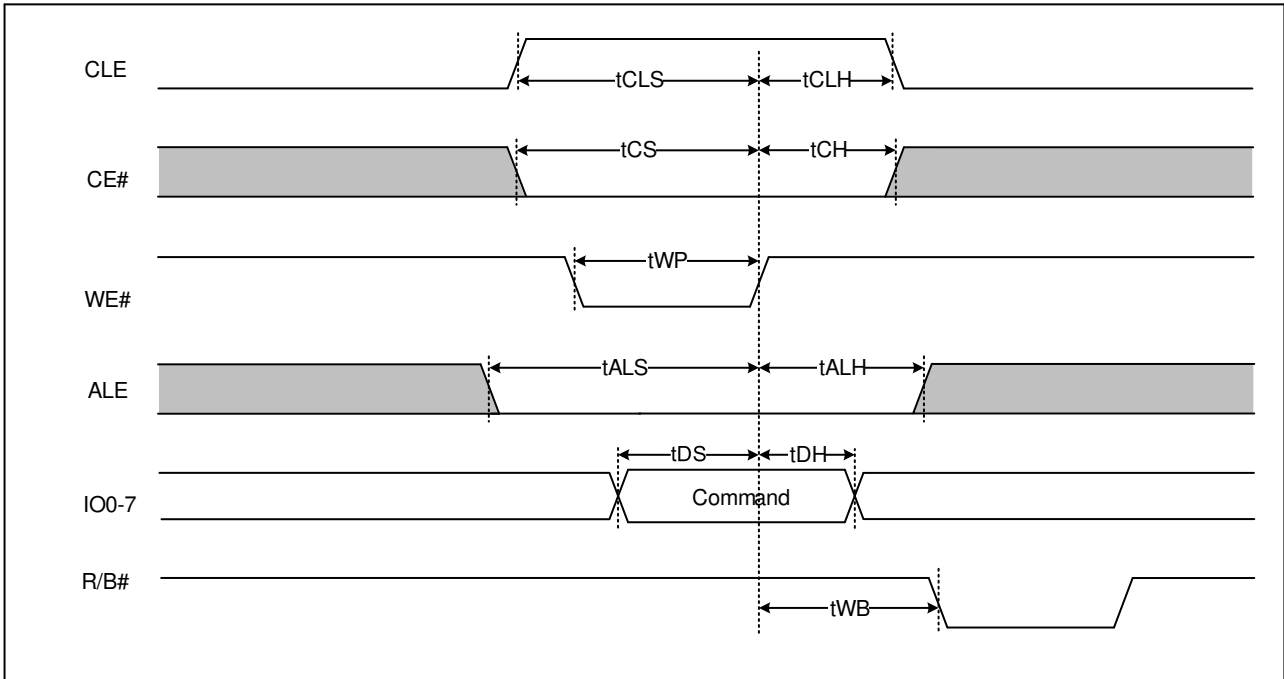 CLE
tCLS
tCLH
CE#
tCS
tCH
WE#
tWP
ALE
tALS
tALH
IO0-7
tDS
tDH
Command
R/B#
tWB